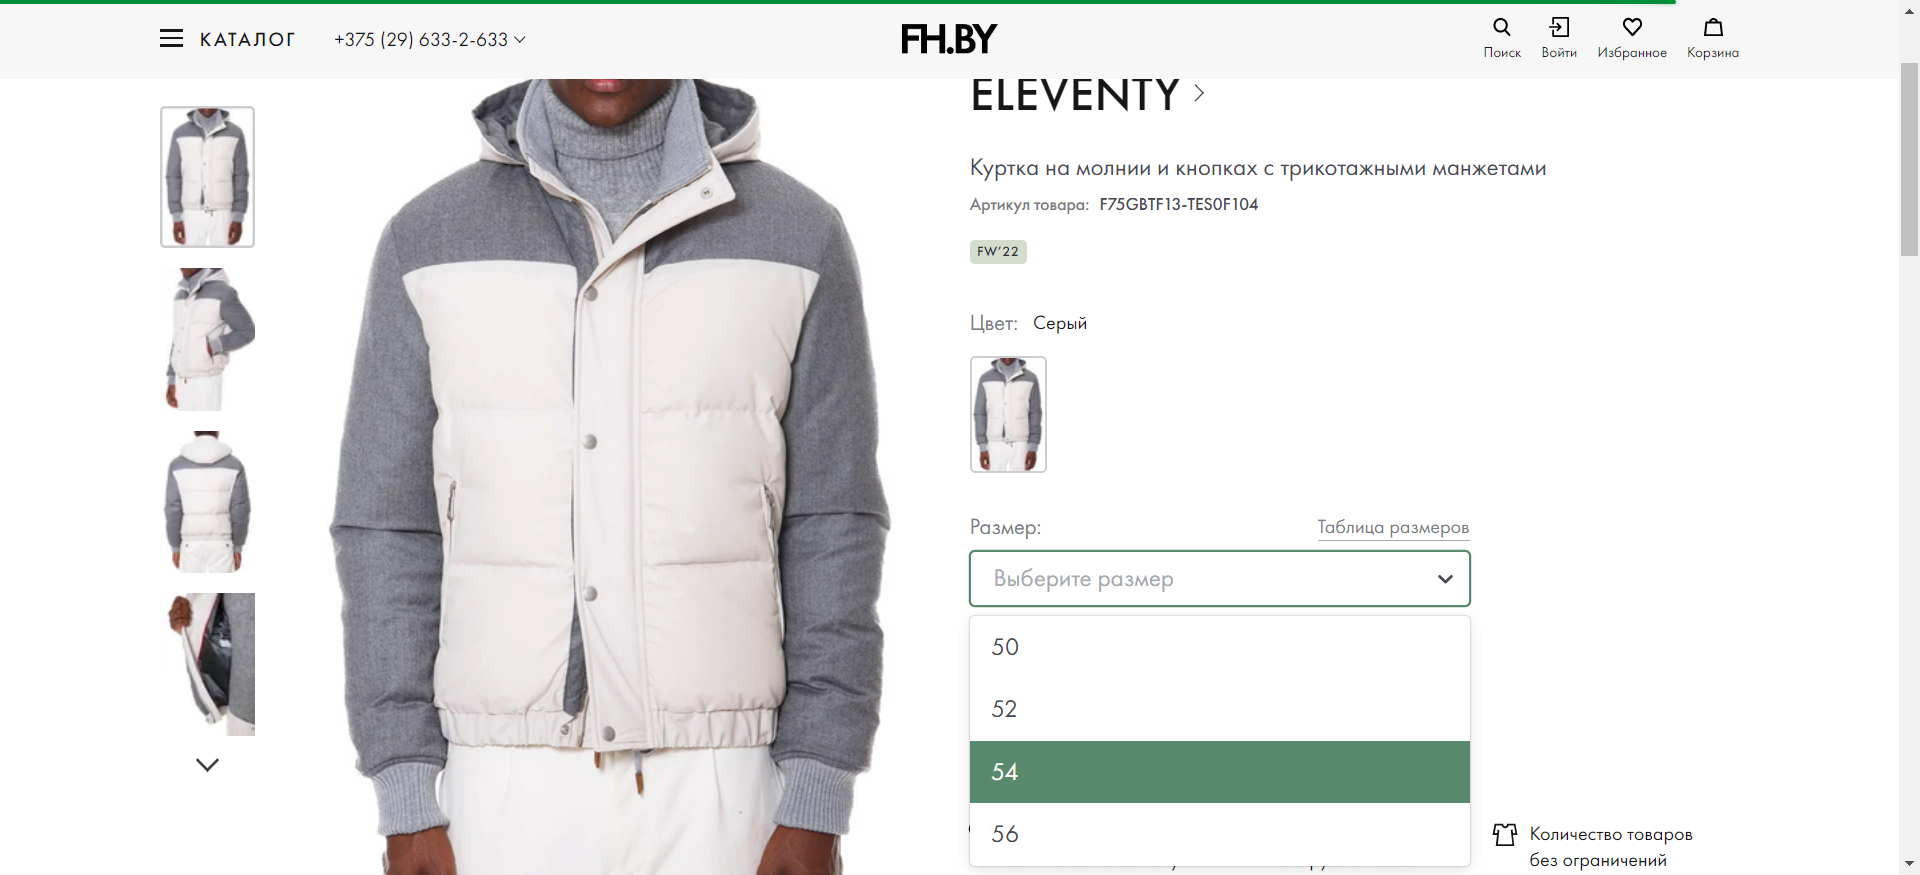 КАТАЛОГ
+375 (29) 633-2-633
FH.BY
Поиск
Войти
Избранное
Корзина
ELEVENTY
Куртка на молнии и кнопках с трикотажными манжетами
Артикул товара: F75GBTF13-TES0F104
FW'22
Цвет: Серый
Размер:
Таблица размеров
Выберите размер
50
52
54
56
Количество товаров
без ограничений